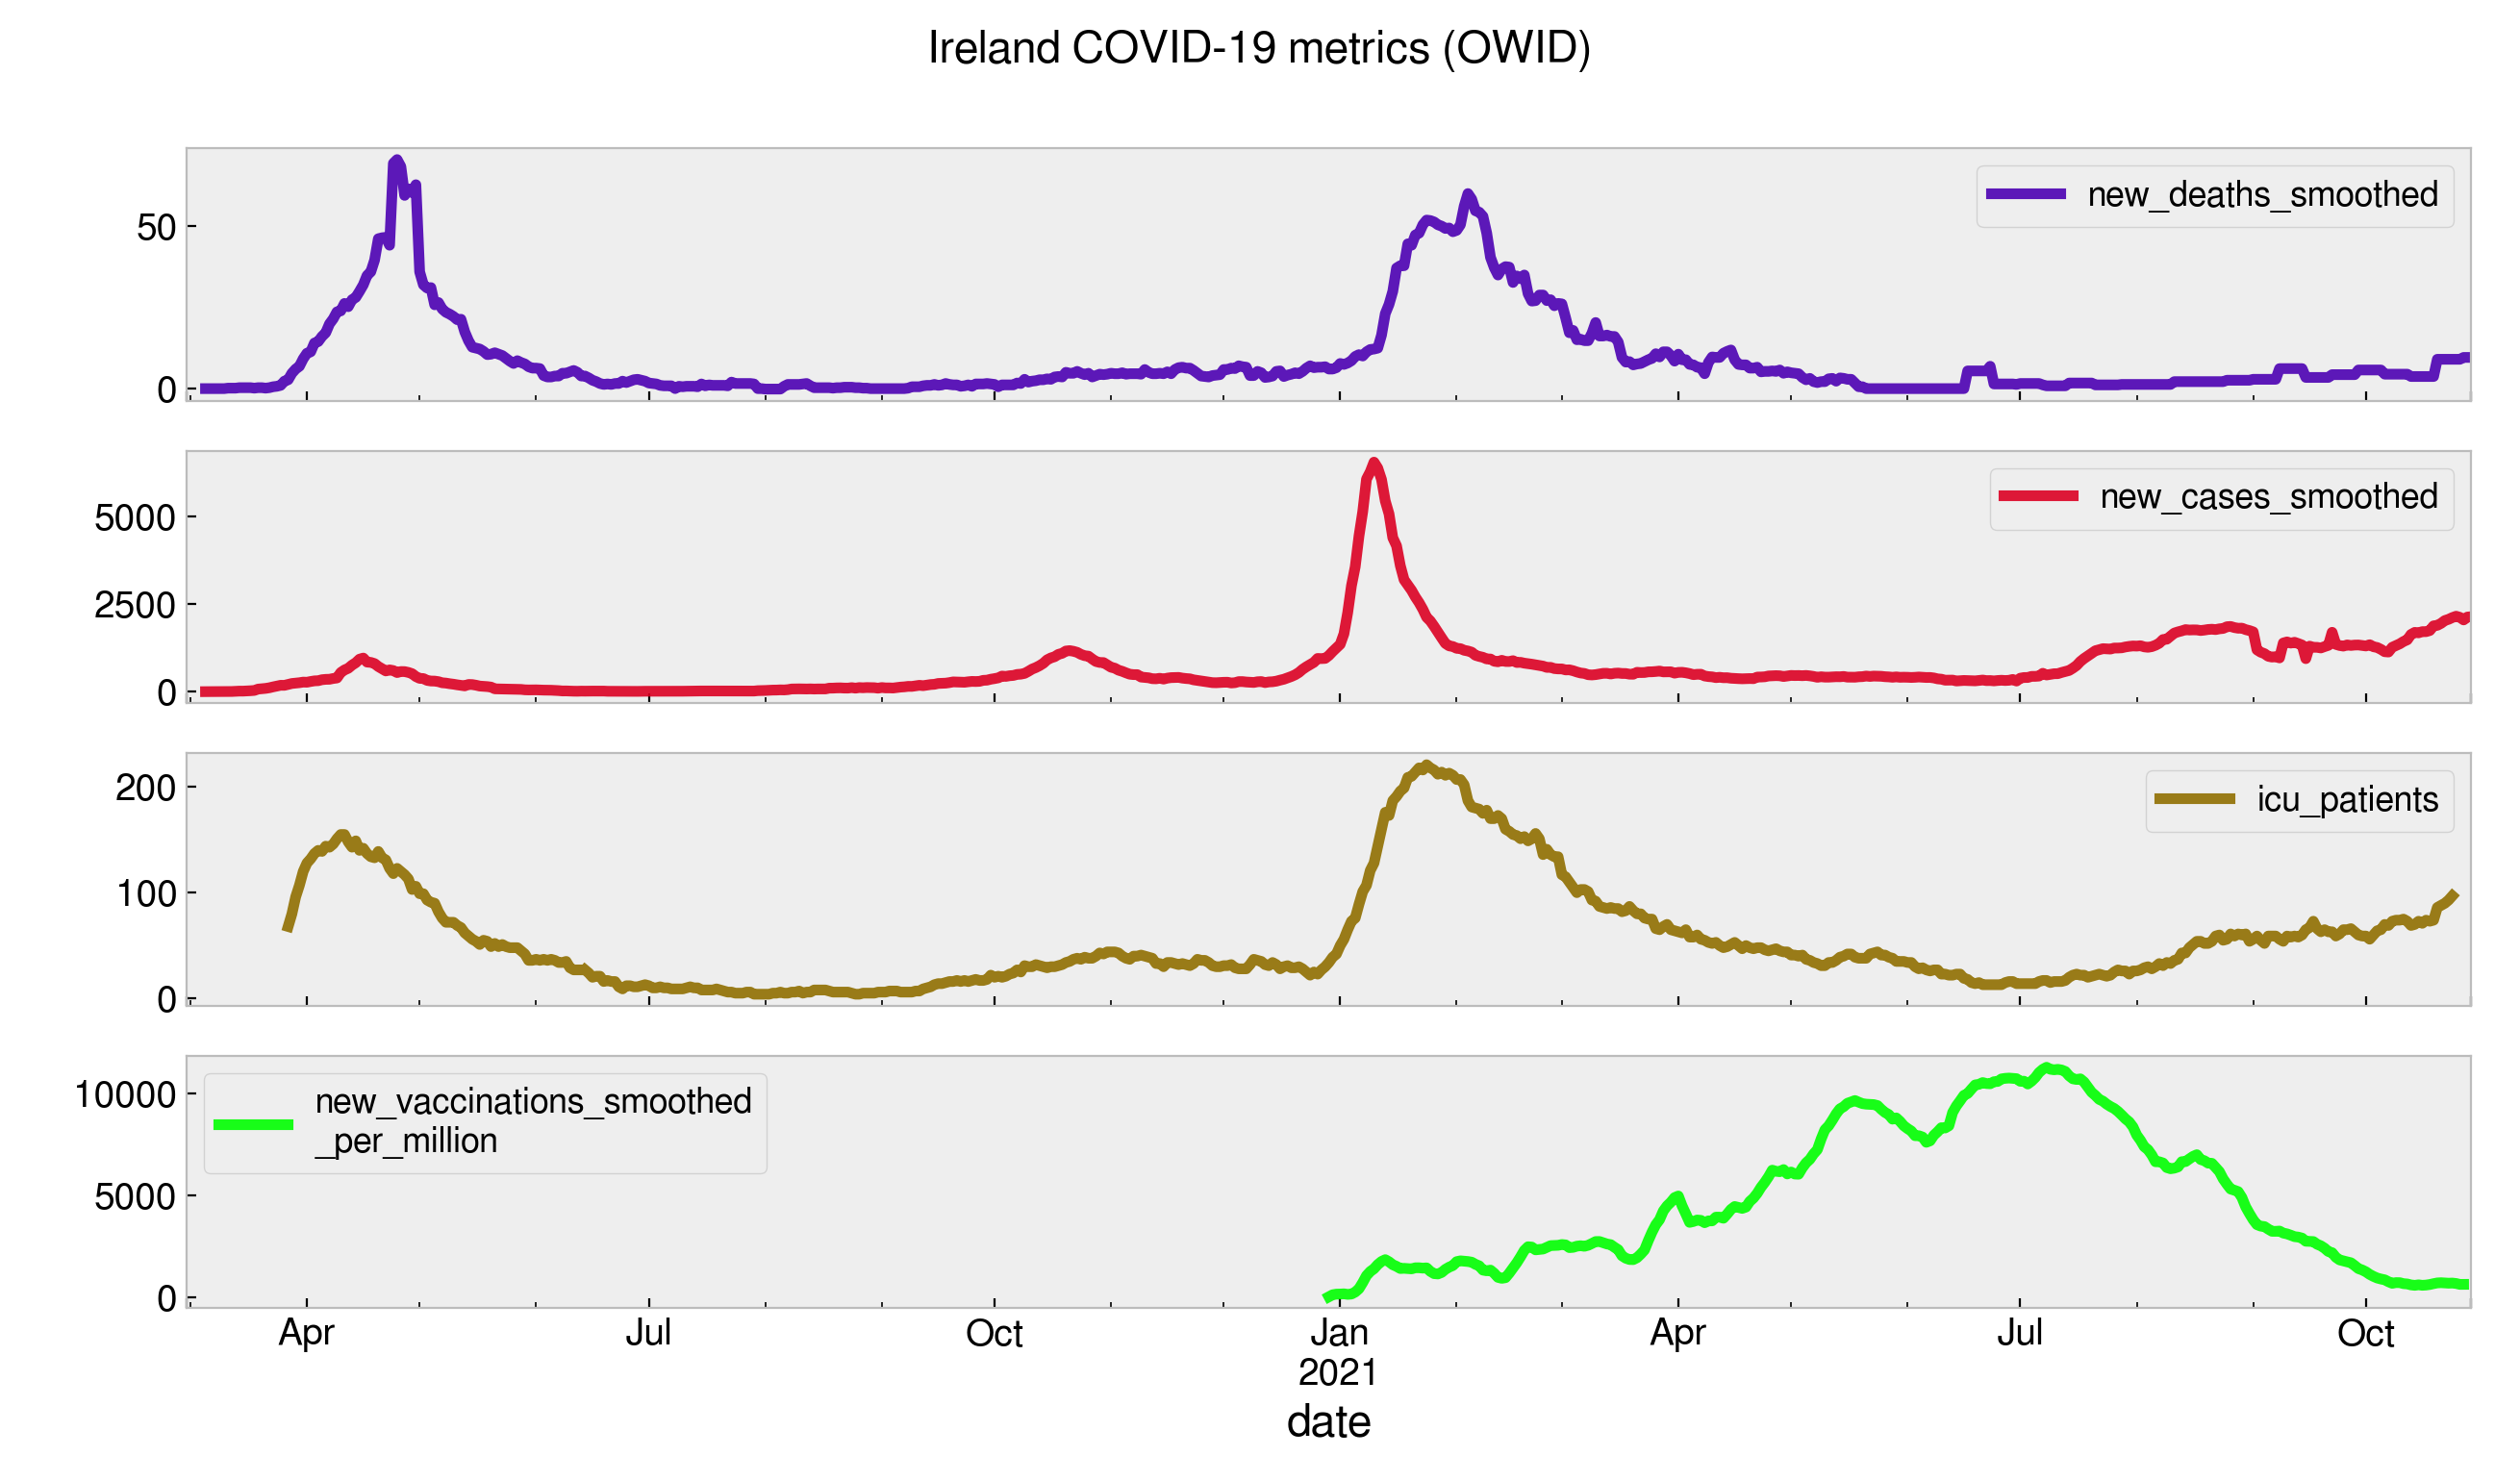 Ireland COVID-19 metrics (OWID)
50
0
new_deaths_smoothed
5000
2500
0
new_cases_smoothed
200
100
0
icu_patients
10000
5000
0
new_vaccinations_smoothed
_per_million
Apr Jul Oct Jan Apr Jul Oct
2021
date